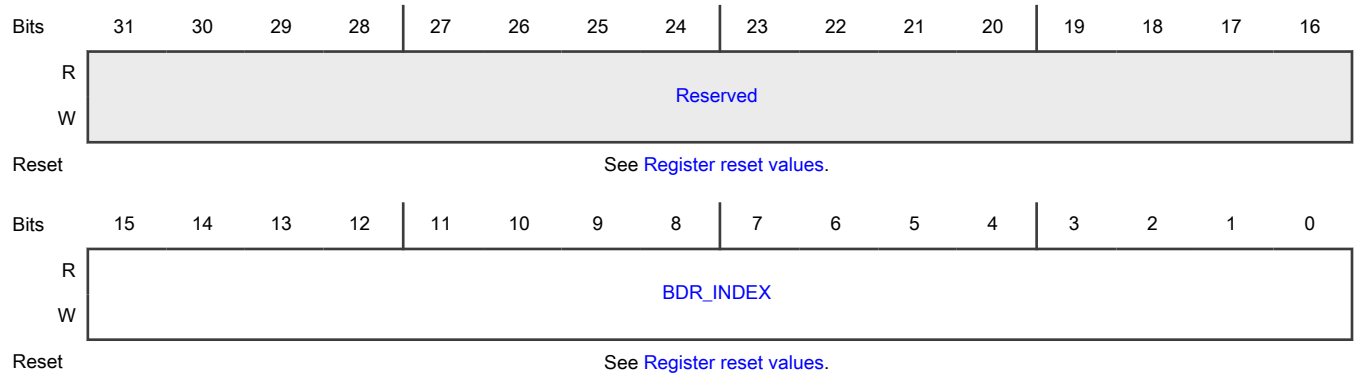 Bits 31 30 29 28 27 26 25 24 23 22 21 20 19 18 17 16
R
Reserved
W
Reset See Register reset values.
Bits 15 14 13 12 11 10 9 8 7 6 5 4 3 2 1 0
R
BDR_INDEX
W
Reset See Register reset values.